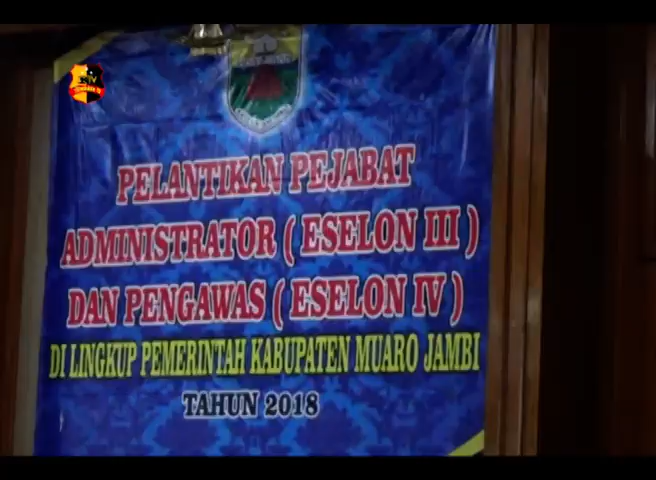 PELANTIKAN PEJABAT
ADMINISTRATOR ( ESELON III )
DAN PENGAWAS ( ESELON IV )
DI LINGKUP PEMERINTAH KABUPATEN MUARO JAMBI
TAHUN 2018